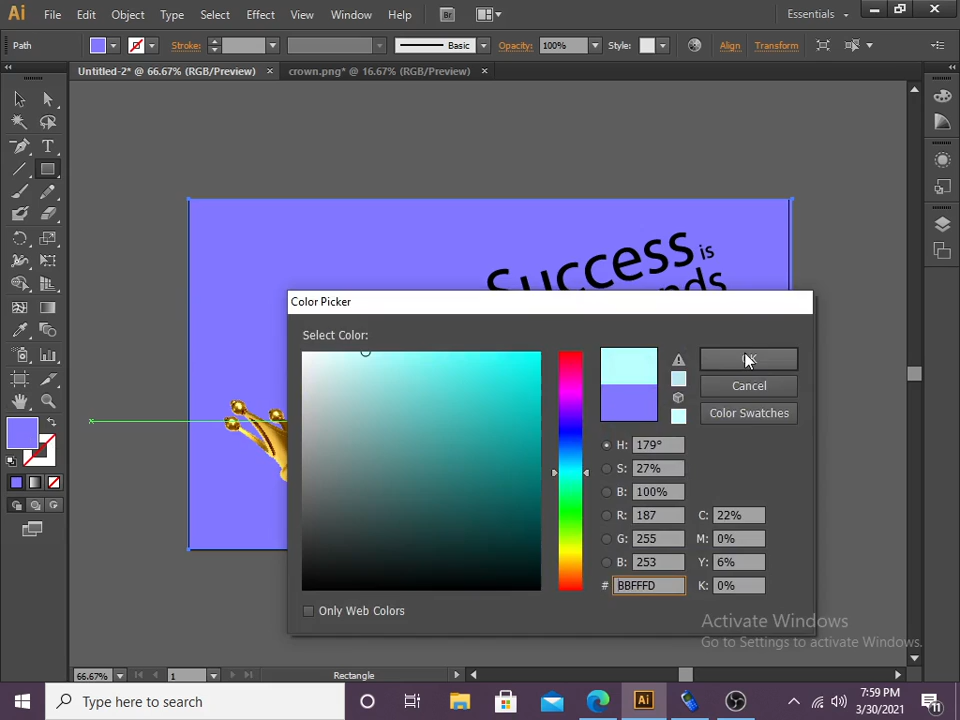 Ai File Edit Object Type Select Effect View Window Help Br Essentials
Path Stroke: Basic Opacity: 100% Style: Align Transform
Untitled-2* @ 66.67% (RGB/Preview) × crown.png* @ 16.67% (RGB/Preview) ×
Success is
Color Picker
Select Color:
OK
Cancel
Color Swatches
H: 179°
S: 27%
B: 100%
R: 187 C: 22%
G: 255 M: 0%
B: 253 Y: 6%
# BBFFFD K: 0%
Only Web Colors
Activate Windows
Go to Settings to activate Windows.
66.67% 1 Rectangle
Type here to search
Ai
7:59 PM
3/30/2021
11